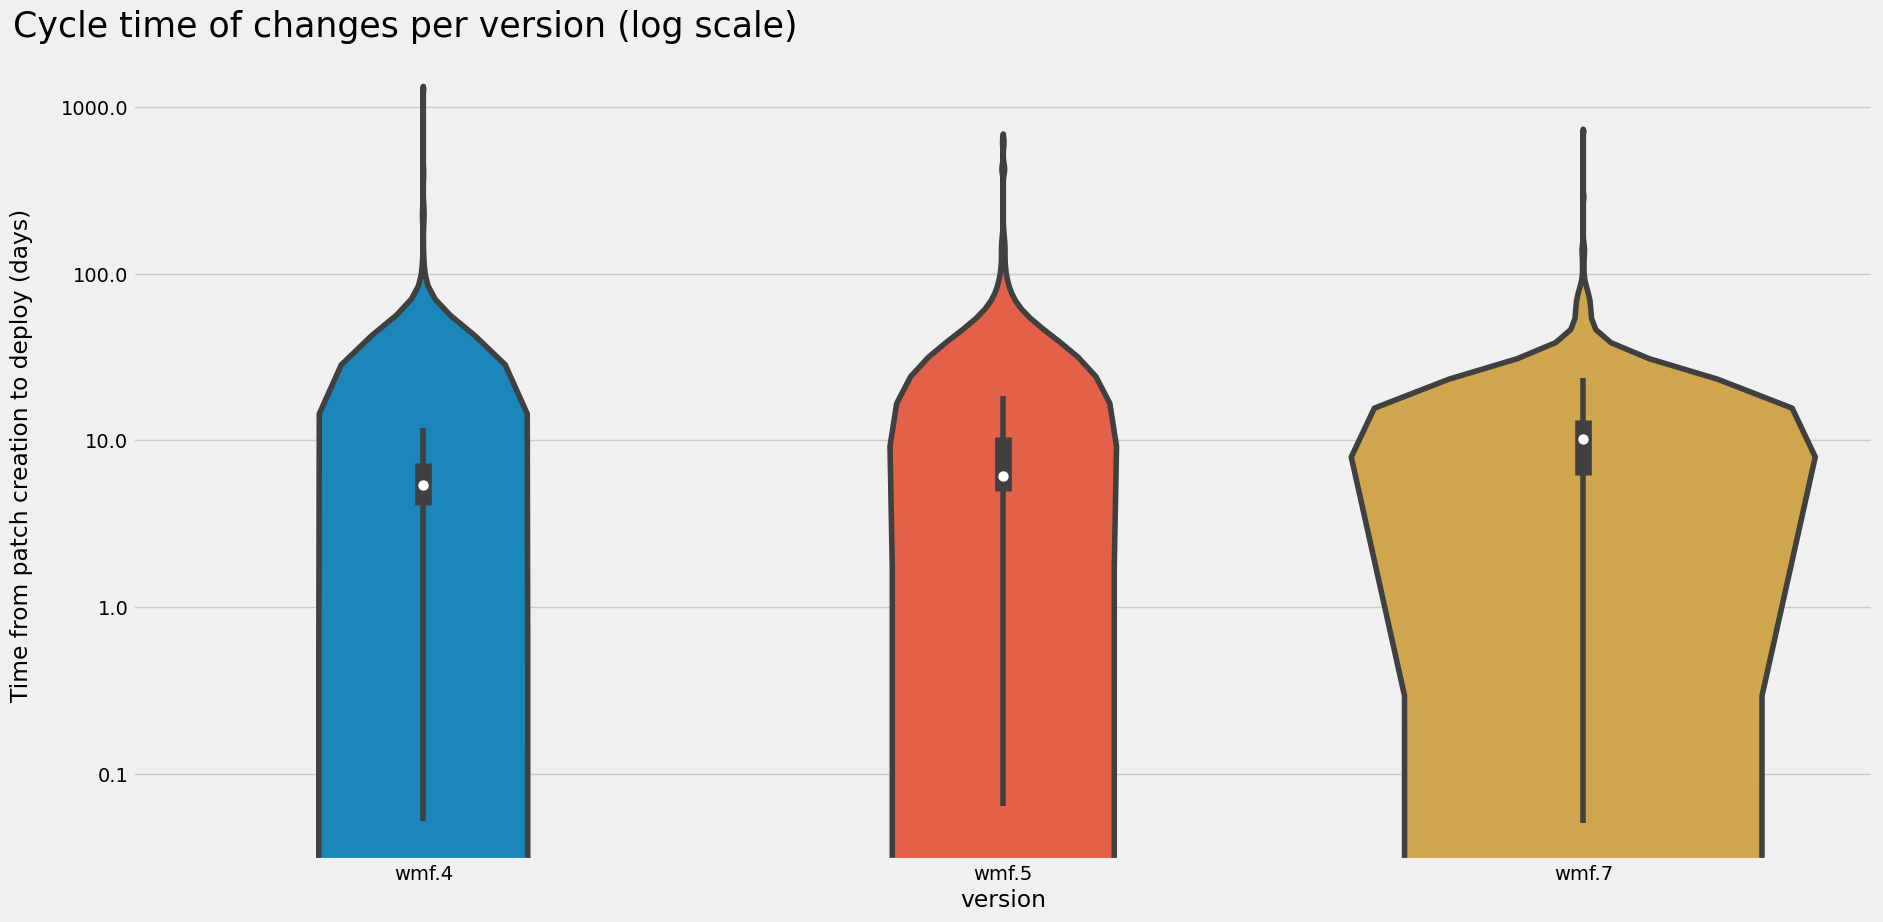 Cycle time of changes per version (log scale)
Time from patch creation to deploy (days)
1000.0
100.0
10.0
1.0
0.1
wmf.4
wmf.5
wmf.7
version